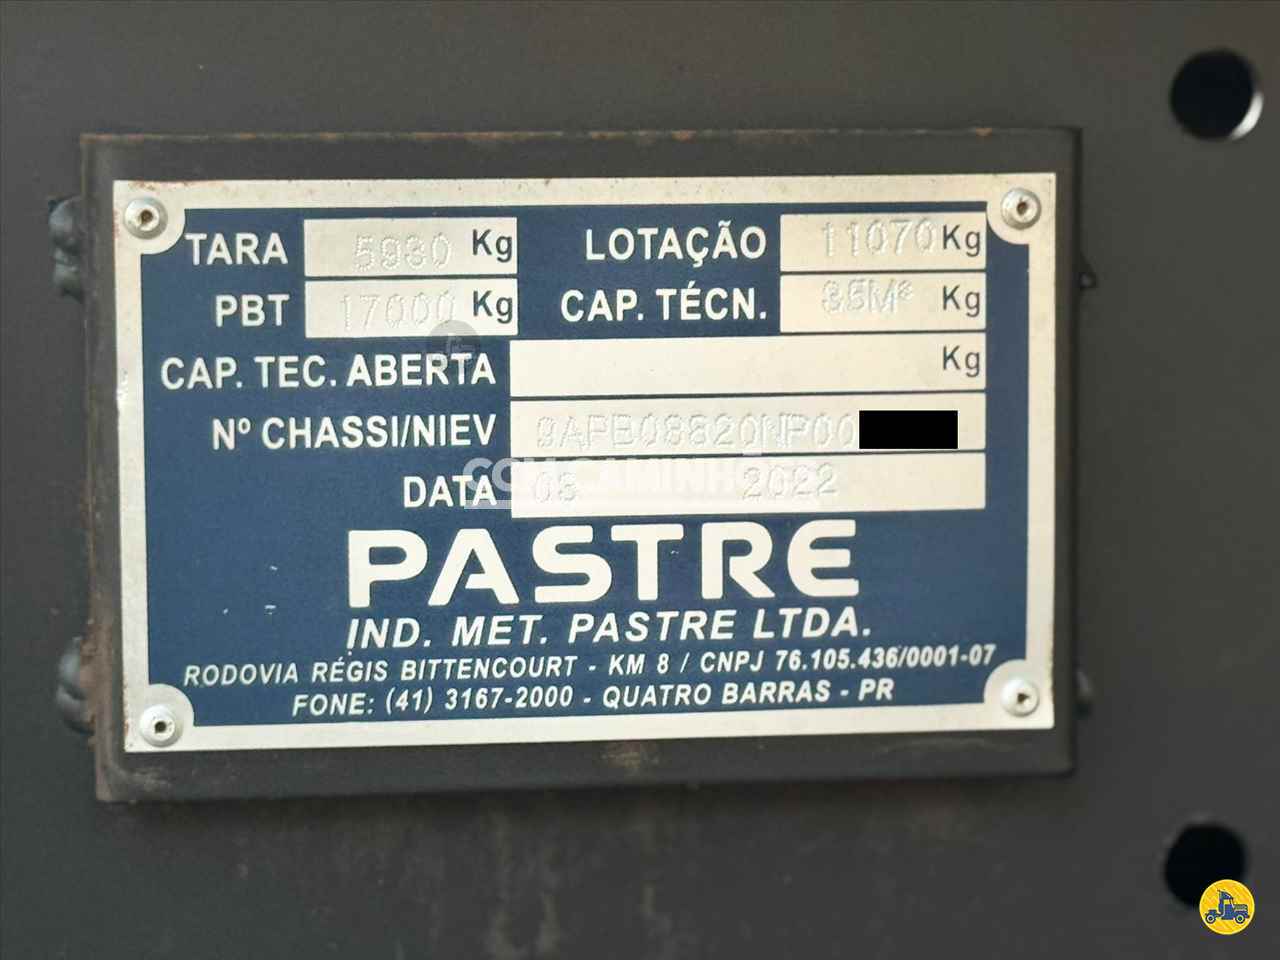 TARA 5930 Kg LOTAÇÃO 11070 Kg
PBT 17000 Kg CAP. TÉCN. 35M³ Kg
CAP. TEC. ABERTA Kg
Nº CHASSI/NIEV 9APB08820NP00
DATA 03 2022
PASTRE
IND. MET. PASTRE LTDA.
RODOVIA RÉGIS BITTENCOURT - KM 8 / CNPJ 76.105.436/0001-07
FONE: (41) 3167-2000 - QUATRO BARRAS - PR